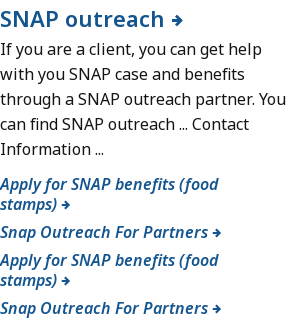 SNAP outreach →
If you are a client, you can get help
with you SNAP case and benefits
through a SNAP outreach partner. You
can find SNAP outreach ... Contact
Information ...
Apply for SNAP benefits (food
stamps) →
Snap Outreach For Partners →
Apply for SNAP benefits (food
stamps) →
Snap Outreach For Partners →